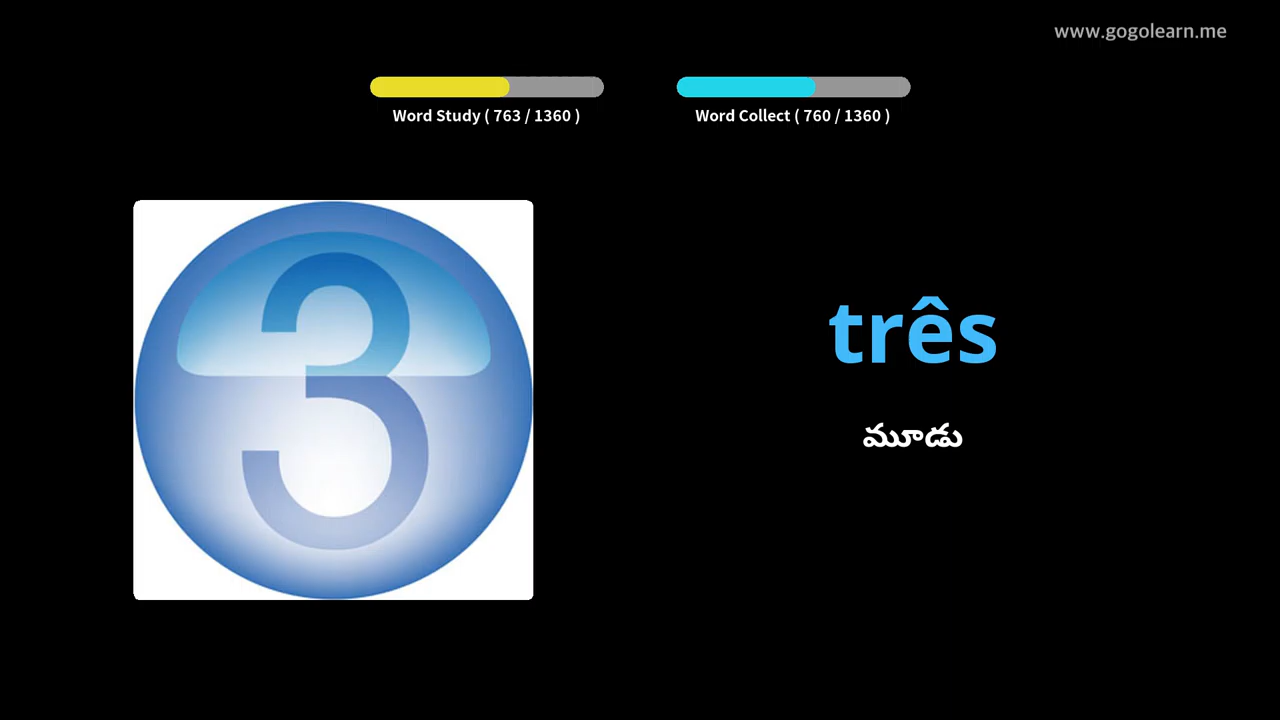 www.gogolearn.me
Word Study ( 763 / 1360 )
Word Collect ( 760 / 1360 )
3
três
మూడు